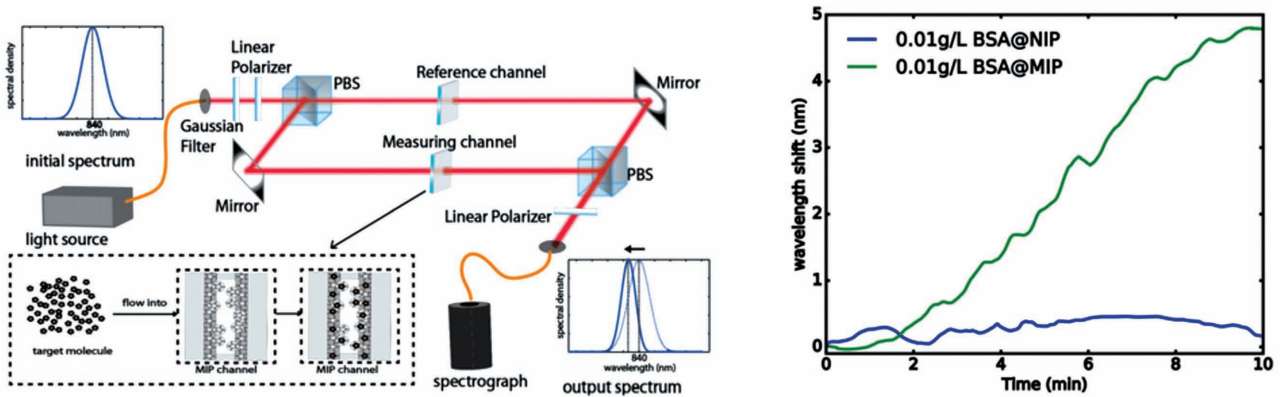 spectral density
840
wavelength (nm)
initial spectrum
light source
Gaussian
Filter
Linear
Polarizer
PBS
Reference channel
Mirror
Measuring channel
Mirror
PBS
Linear Polarizer
target molecule
flow into
MIP channel
MIP channel
spectrograph
spectral density
840
output spectrum
wavelength shift (nm)
5
4
3
2
1
0
0.01g/L BSA@NIP
0.01g/L BSA@MIP
0
2
4
6
8
10
Time (min)